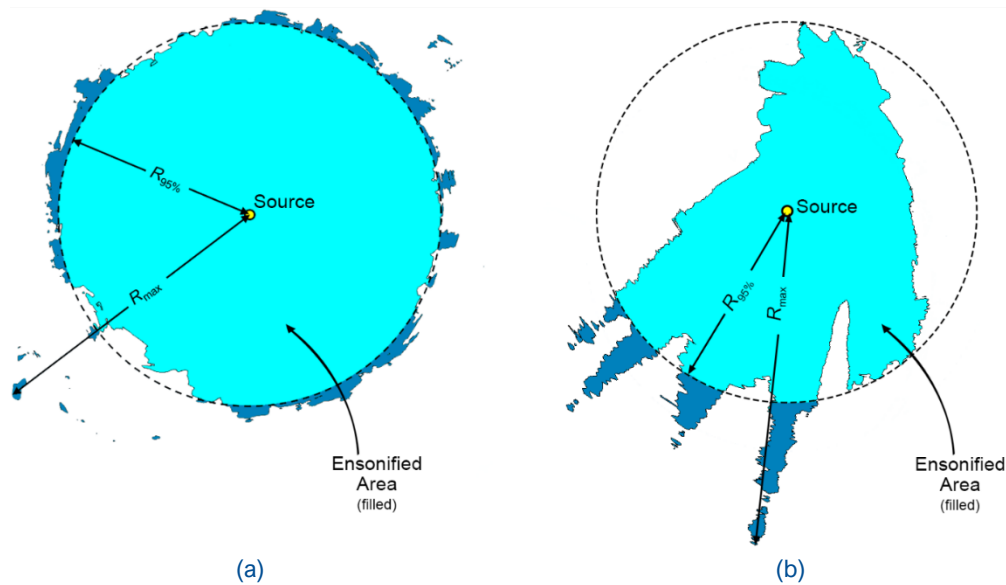 R95%
Source
Rmax
Ensonified
Area
(filled)
(a)
Source
R95%
Rmax
Ensonified
Area
(filled)
(b)